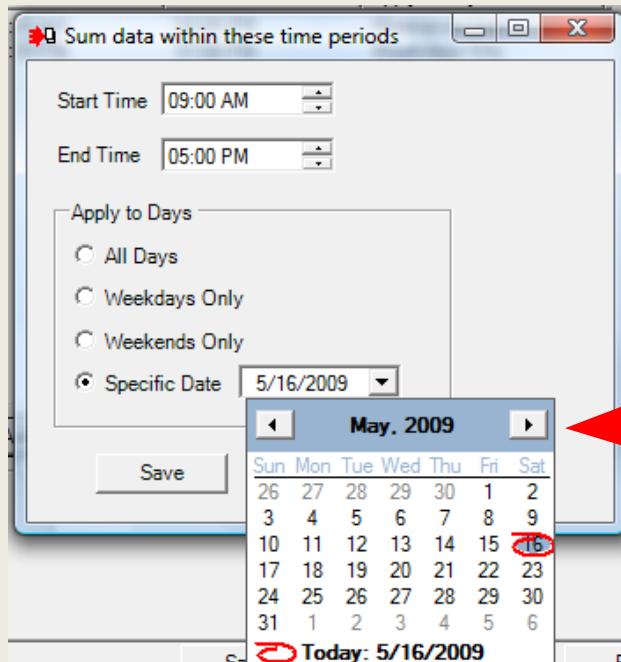 Sum data within these time periods
Start Time 09:00 AM
End Time 05:00 PM
Apply to Days
All Days
Weekdays Only
Weekends Only
Specific Date 5/16/2009
May, 2009
Save
Sun Mon Tue Wed Thu Fri Sat
26 27 28 29 30 1 2
3 4 5 6 7 8 9
10 11 12 13 14 15 16
17 18 19 20 21 22 23
24 25 26 27 28 29 30
31 1 2 3 4 5 6
Today: 5/16/2009